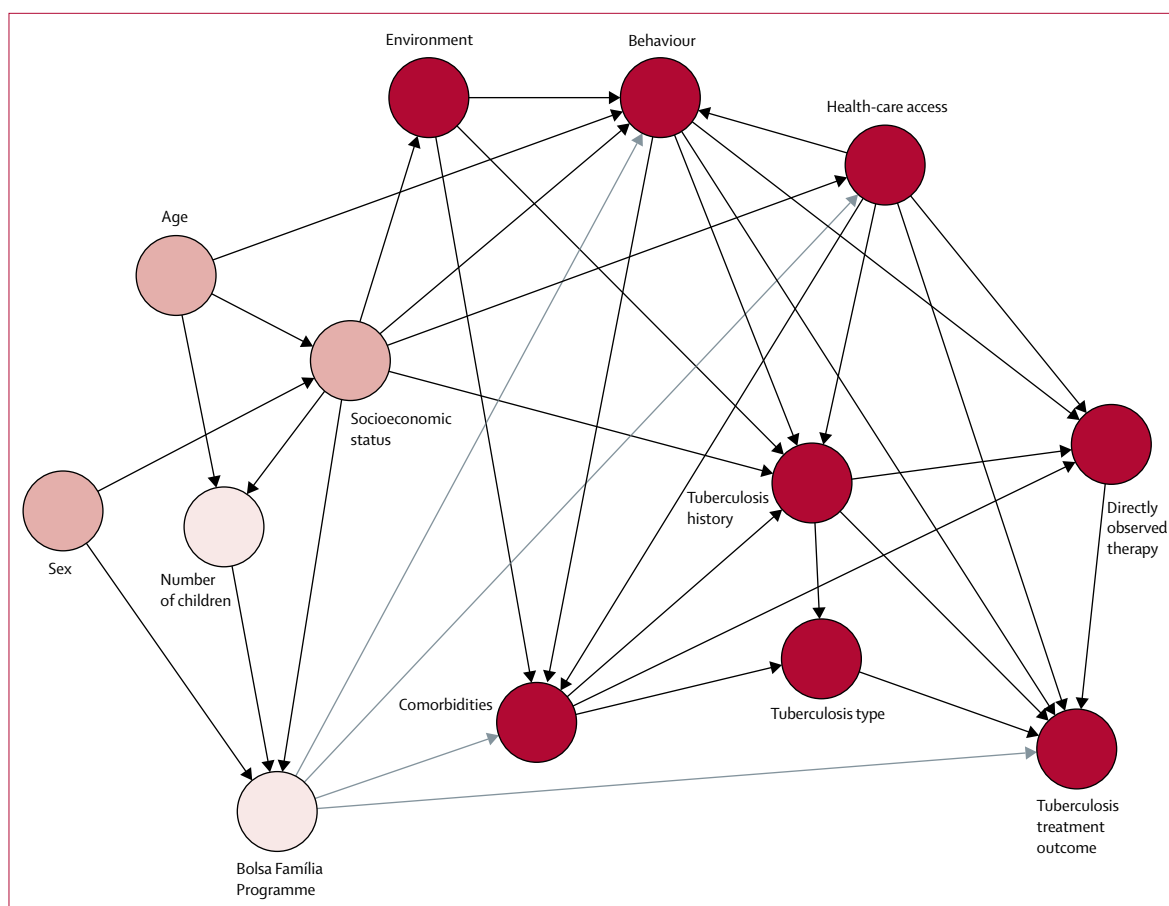 Environment
Behaviour
Health-care access
Age
Socioeconomic
status
Tuberculosis
history
Directly
observed
therapy
Sex
Number
of children
Comorbidities
Tuberculosis type
Tuberculosis
treatment
outcome
Bolsa Família
Programme